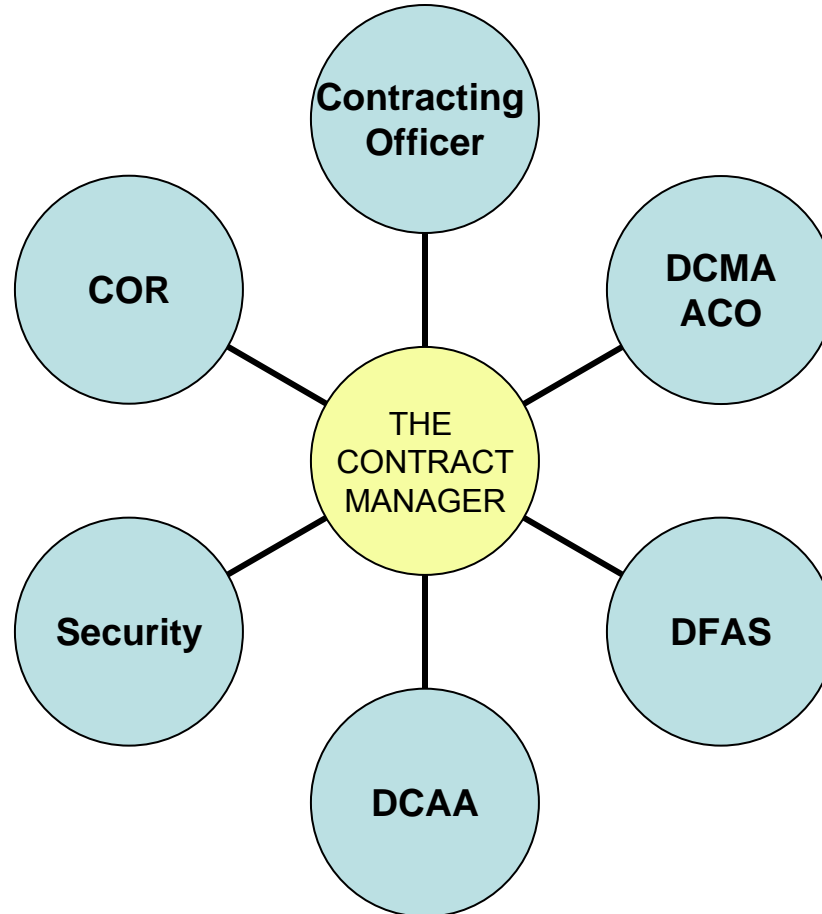 Contracting
Officer
COR
DCMA
ACO
THE
CONTRACT
MANAGER
Security
DFAS
DCAA